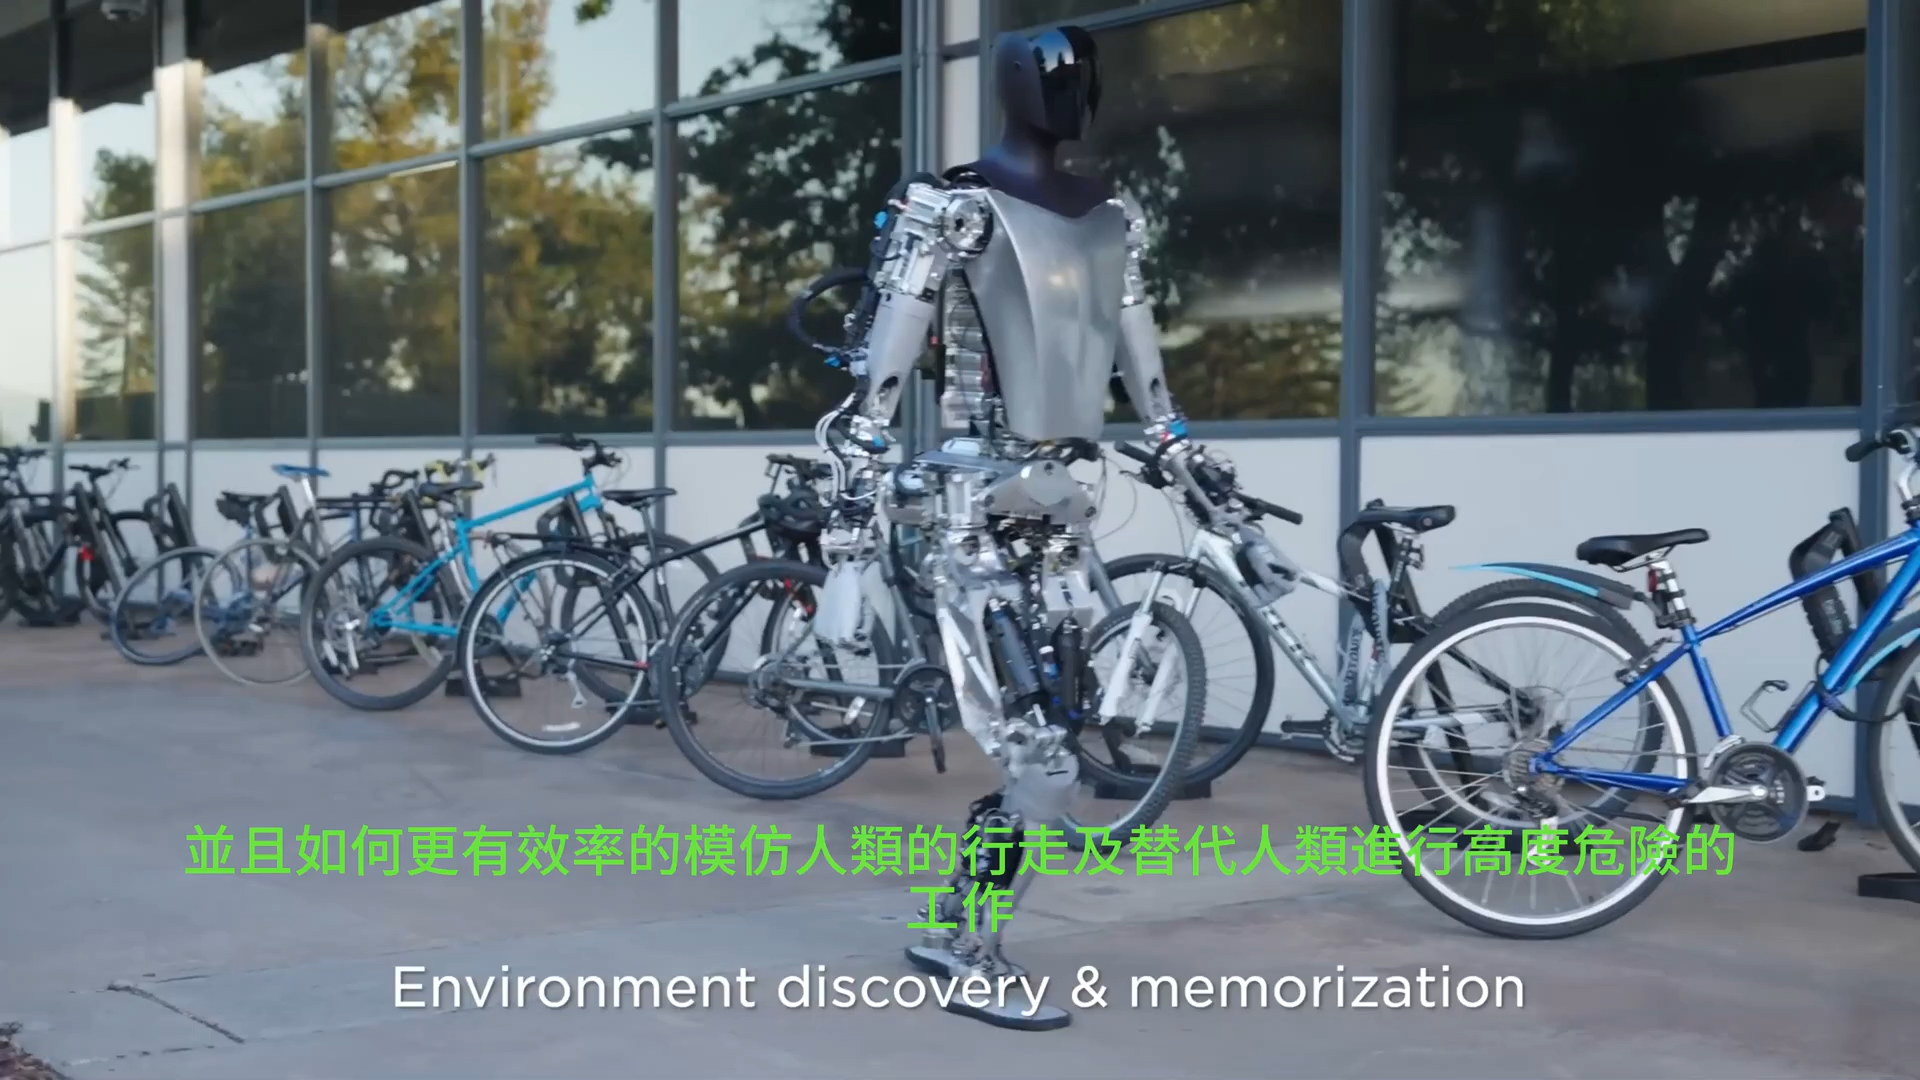 並且如何更有效率的模仿人類的行走及替代人類進行高度危險的
工作
Environment discovery & memorization